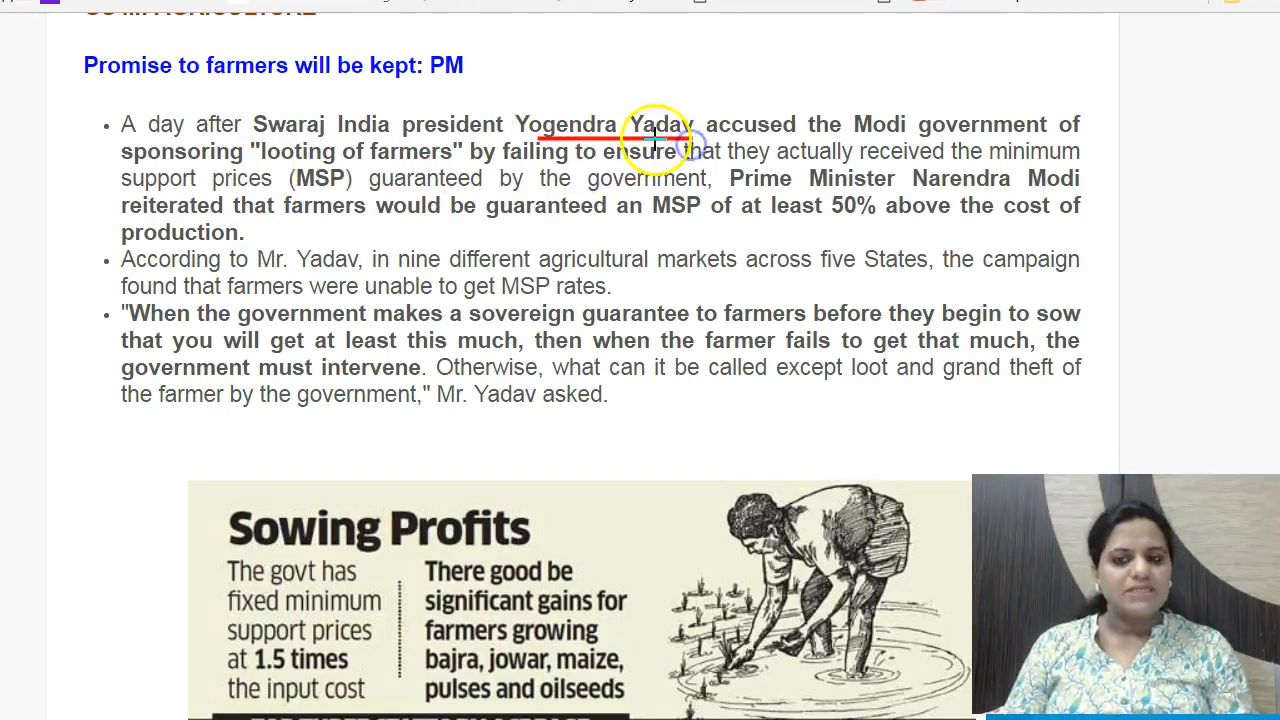 Promise to farmers will be kept: PM
• A day after Swaraj India president Yogendra Yadav accused the Modi government of
sponsoring "looting of farmers" by failing to ensure that they actually received the minimum
support prices (MSP) guaranteed by the government, Prime Minister Narendra Modi
reiterated that farmers would be guaranteed an MSP of at least 50% above the cost of
production.
• According to Mr. Yadav, in nine different agricultural markets across five States, the campaign
found that farmers were unable to get MSP rates.
• "When the government makes a sovereign guarantee to farmers before they begin to sow
that you will get at least this much, then when the farmer fails to get that much, the
government must intervene. Otherwise, what can it be called except loot and grand theft of
the farmer by the government," Mr. Yadav asked.
Sowing Profits
The govt has
fixed minimum
support prices
at 1.5 times
the input cost
There good be
significant gains for
farmers growing
bajra, jowar, maize,
pulses and oilseeds